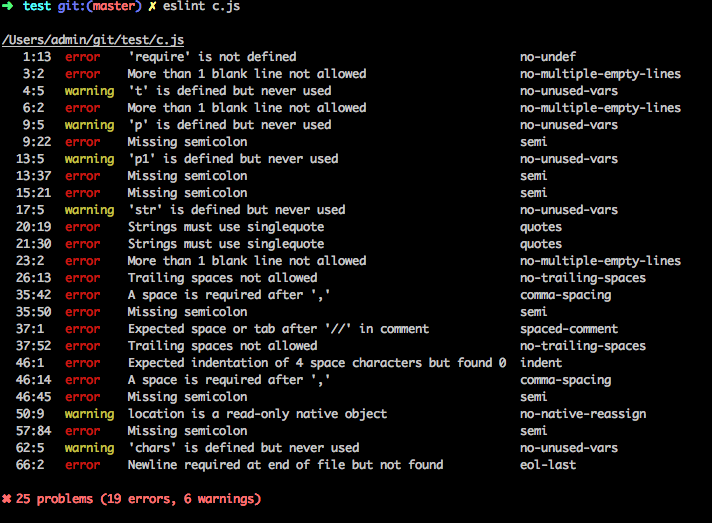 ➜ test git:(master) ✗ eslint c.js
/Users/admin/git/test/c.js
1:13 error 'require' is not defined no-undef
3:2 error More than 1 blank line not allowed no-multiple-empty-lines
4:5 warning 't' is defined but never used no-unused-vars
6:2 error More than 1 blank line not allowed no-multiple-empty-lines
9:5 warning 'p' is defined but never used no-unused-vars
9:22 error Missing semicolon semi
13:5 warning 'p1' is defined but never used no-unused-vars
13:37 error Missing semicolon semi
15:21 error Missing semicolon semi
17:5 warning 'str' is defined but never used no-unused-vars
20:19 error Strings must use singlequote quotes
21:30 error Strings must use singlequote quotes
23:2 error More than 1 blank line not allowed no-multiple-empty-lines
26:13 error Trailing spaces not allowed no-trailing-spaces
35:42 error A space is required after ',' comma-spacing
35:50 error Missing semicolon semi
37:1 error Expected space or tab after '//' in comment spaced-comment
37:52 error Trailing spaces not allowed no-trailing-spaces
46:1 error Expected indentation of 4 space characters but found 0 indent
46:14 error A space is required after ',' comma-spacing
46:45 error Missing semicolon semi
50:9 warning location is a read-only native object no-native-reassign
57:84 error Missing semicolon semi
62:5 warning 'chars' is defined but never used no-unused-vars
66:2 error Newline required at end of file but not found eol-last
✖ 25 problems (19 errors, 6 warnings)